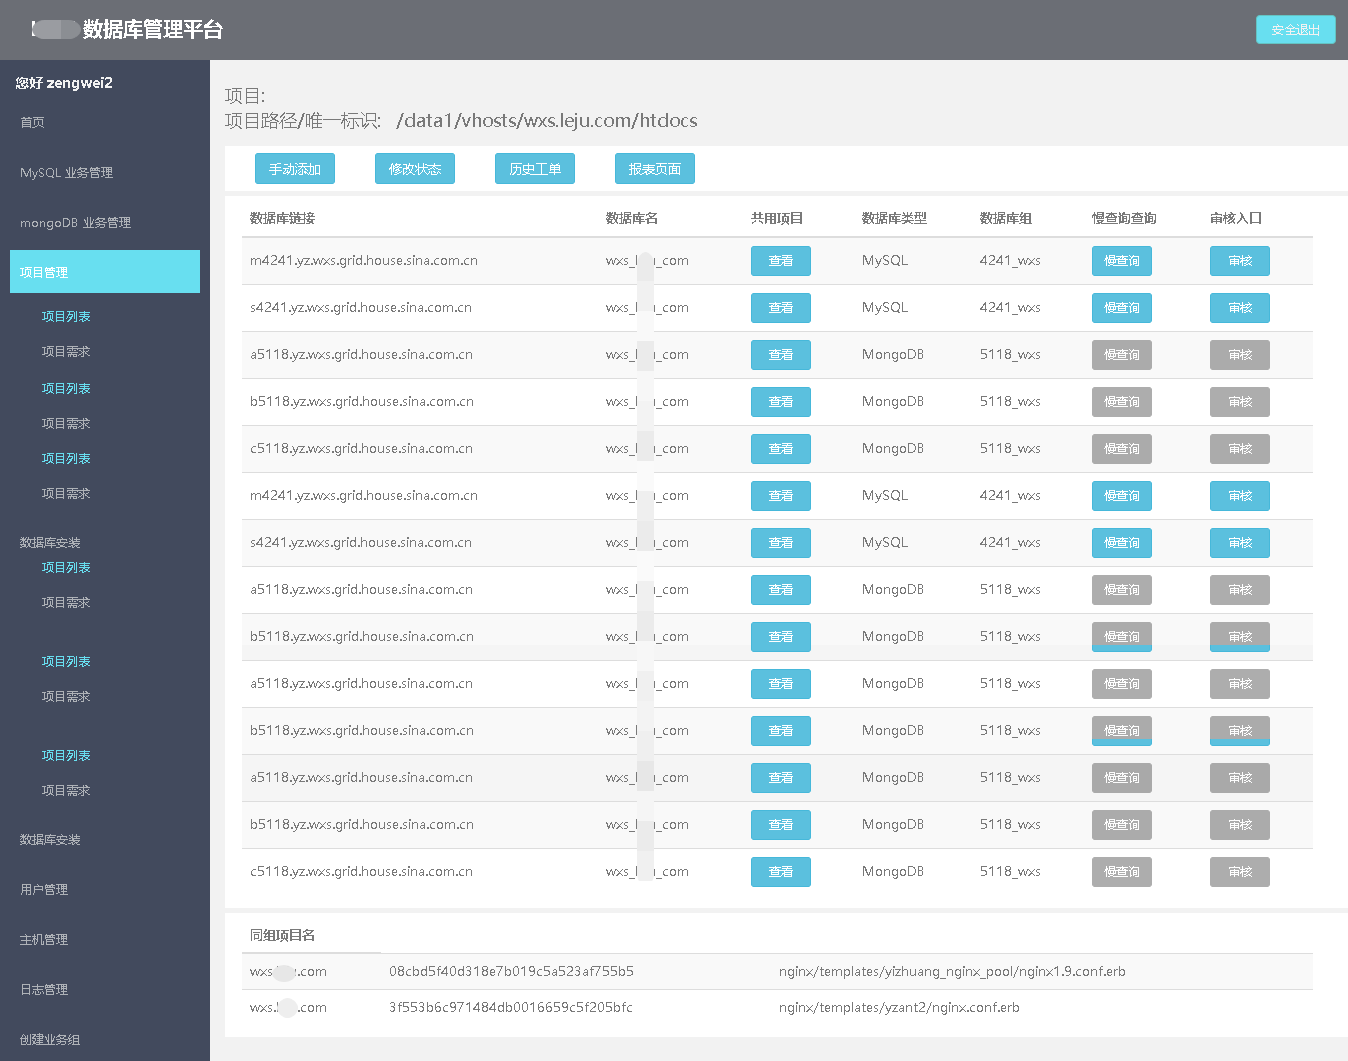 数据库管理平台
安全退出
您好 zengwei2
首页
MySQL 业务管理
mongoDB 业务管理
项目管理
项目列表
项目需求
项目列表
项目需求
项目列表
项目需求
数据库安装
项目列表
项目需求
项目列表
项目需求
项目列表
项目需求
数据库安装
用户管理
主机管理
日志管理
创建业务组
项目:
项目路径/唯一标识: /data1/vhosts/wxs.leju.com/htdocs
手动添加 修改状态 历史工单 报表页面
数据库链接 数据库名 共用项目 数据库类型 数据库组 慢查询查询 审核入口
m4241.yz.wxs.grid.house.sina.com.cn wxs_ _com 查看 MySQL 4241_wxs 慢查询 审核
s4241.yz.wxs.grid.house.sina.com.cn wxs_ _com 查看 MySQL 4241_wxs 慢查询 审核
a5118.yz.wxs.grid.house.sina.com.cn wxs_ _com 查看 MongoDB 5118_wxs 慢查询 审核
b5118.yz.wxs.grid.house.sina.com.cn wxs_ _com 查看 MongoDB 5118_wxs 慢查询 审核
c5118.yz.wxs.grid.house.sina.com.cn wxs_ _com 查看 MongoDB 5118_wxs 慢查询 审核
m4241.yz.wxs.grid.house.sina.com.cn wxs_ _com 查看 MySQL 4241_wxs 慢查询 审核
s4241.yz.wxs.grid.house.sina.com.cn wxs_ _com 查看 MySQL 4241_wxs 慢查询 审核
a5118.yz.wxs.grid.house.sina.com.cn wxs_ _com 查看 MongoDB 5118_wxs 慢查询 审核
b5118.yz.wxs.grid.house.sina.com.cn wxs_ _com 查看 MongoDB 5118_wxs 慢查询 审核
a5118.yz.wxs.grid.house.sina.com.cn wxs_ _com 查看 MongoDB 5118_wxs 慢查询 审核
b5118.yz.wxs.grid.house.sina.com.cn wxs_ _com 查看 MongoDB 5118_wxs 慢查询 审核
a5118.yz.wxs.grid.house.sina.com.cn wxs_ _com 查看 MongoDB 5118_wxs 慢查询 审核
b5118.yz.wxs.grid.house.sina.com.cn wxs_ _com 查看 MongoDB 5118_wxs 慢查询 审核
c5118.yz.wxs.grid.house.sina.com.cn wxs_ _com 查看 MongoDB 5118_wxs 慢查询 审核
同组项目名
wxs .com 08cbd5f40d318e7b019c5a523af755b5 nginx/templates/yizhuang_nginx_pool/nginx1.9.conf.erb
wxs. .com 3f553b6c971484db0016659c5f205bfc nginx/templates/yzant2/nginx.conf.erb